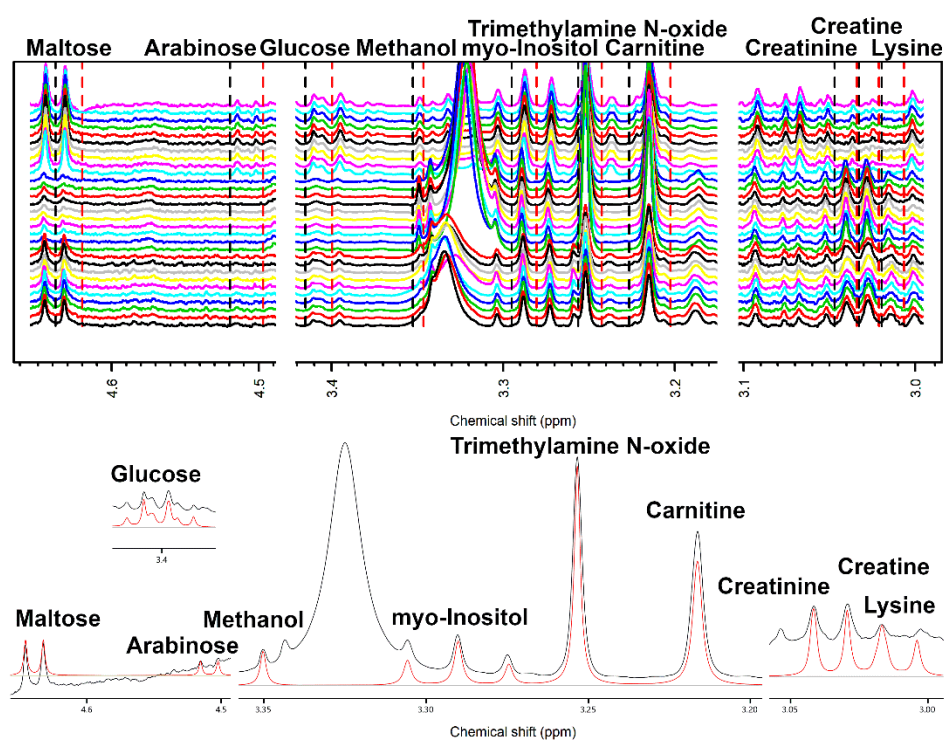 Trimethylamine N-oxide Creatine
Maltose Arabinose Glucose Methanol myo-Inositol Carnitine Creatinine Lysine
4.6 4.5 3.4 3.3 3.2 3.1 3.0
Chemical shift (ppm)
Trimethylamine N-oxide
Glucose
Carnitine
3.4
Creatinine Creatine
Maltose Arabinose Methanol myo-Inositol Lysine
4.6 4.5 3.35 3.30 3.25 3.20 3.05 3.00
Chemical shift (ppm)